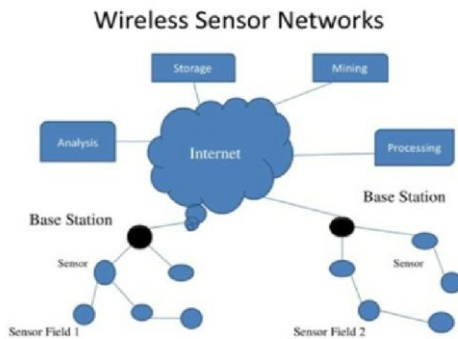 Wireless Sensor Networks
Storage
Mining
Analysis
Internet
Processing
Base Station
Base Station
Sensor
Sensor
Sensor Field 1
Sensor Field 2